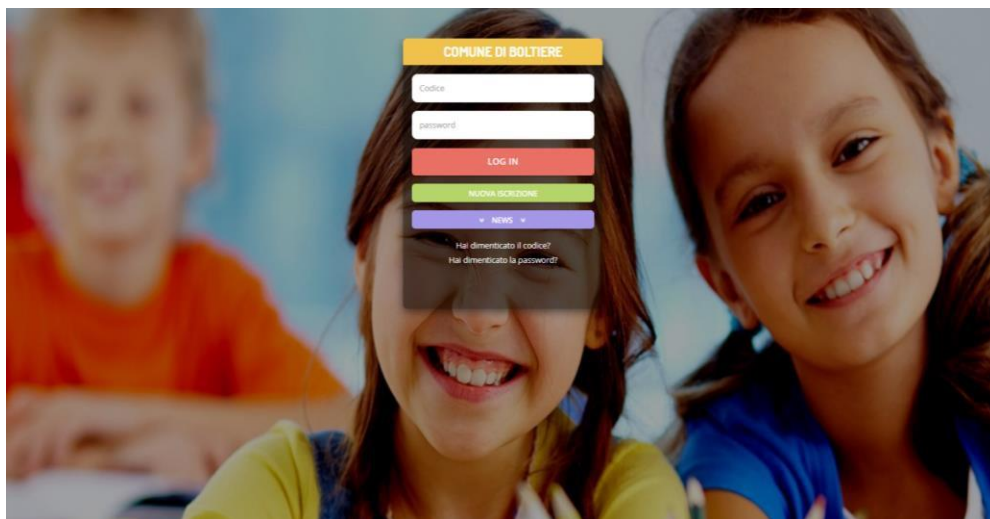 COMUNE DI BOLTIERE
Codice
password
LOG IN
NUOVA ISCRIZIONE
NEWS
Hai dimenticato il codice?
Hai dimenticato la password?